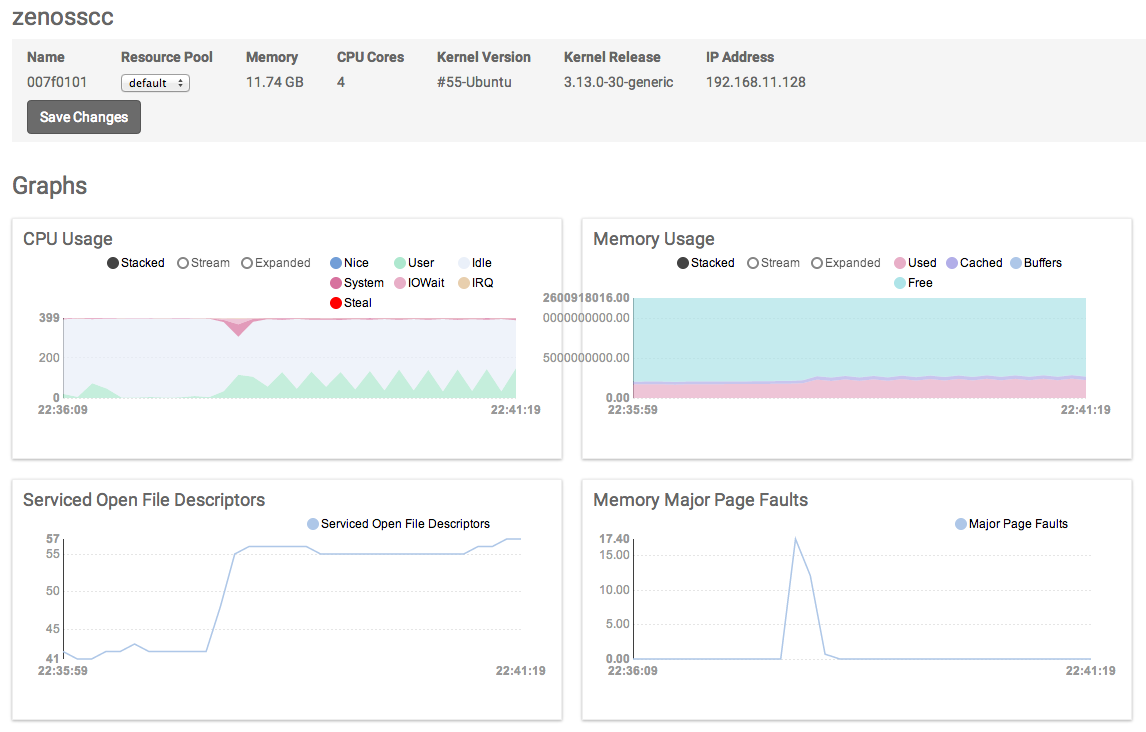 zenosscc
Name Resource Pool Memory CPU Cores Kernel Version Kernel Release IP Address
007f0101 default 11.74 GB 4 #55-Ubuntu 3.13.0-30-generic 192.168.11.128
Save Changes
Graphs
CPU Usage
Stacked Stream Expanded Nice User Idle
System IOWait IRQ
Steal
399
200
0
22:36:09 22:41:19
Memory Usage
Stacked Stream Expanded Used Cached Buffers
Free
2600918016.00
0000000000.00
5000000000.00
0.00
22:35:59 22:41:19
Serviced Open File Descriptors
Serviced Open File Descriptors
57
55
50
45
41
22:35:59 22:41:19
Memory Major Page Faults
Major Page Faults
17.40
15.00
10.00
5.00
0.00
22:36:09 22:41:19